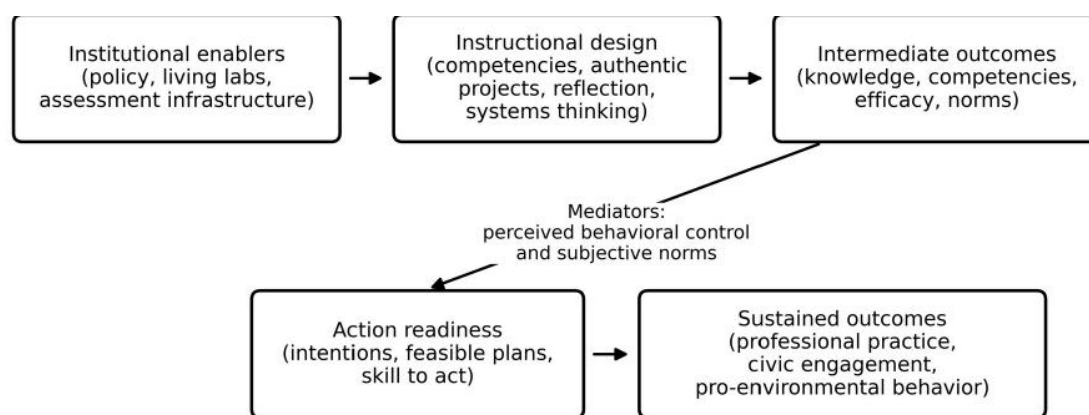 Institutional enablers
(policy, living labs,
assessment infrastructure)
Instructional design
(competencies, authentic
projects, reflection,
systems thinking)
Intermediate outcomes
(knowledge, competencies,
efficacy, norms)
Mediators:
perceived behavioral control
and subjective norms
Action readiness
(intentions, feasible plans,
skill to act)
Sustained outcomes
(professional practice,
civic engagement,
pro-environmental behavior)